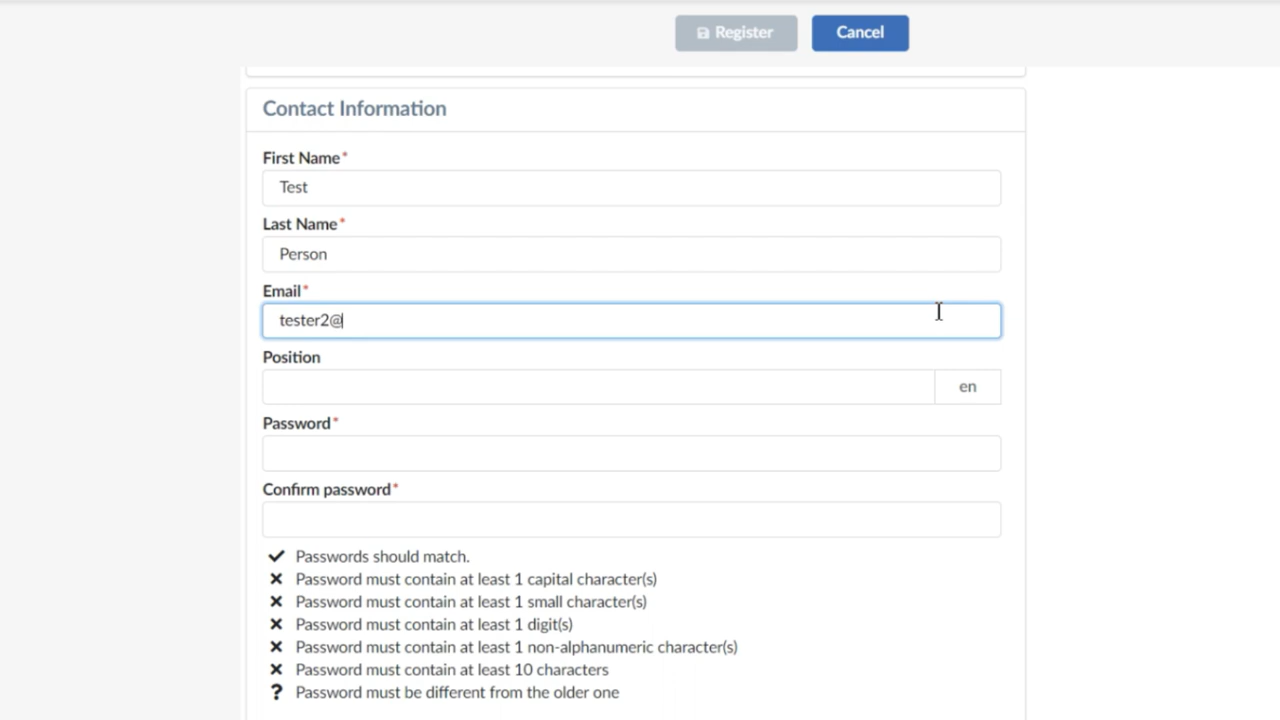 Register
Cancel
Contact Information
First Name*
Test
Last Name*
Person
Email*
tester2@
Position
en
Password*
Confirm password*
Passwords should match.
Password must contain at least 1 capital character(s)
Password must contain at least 1 small character(s)
Password must contain at least 1 digit(s)
Password must contain at least 1 non-alphanumeric character(s)
Password must contain at least 10 characters
? Password must be different from the older one